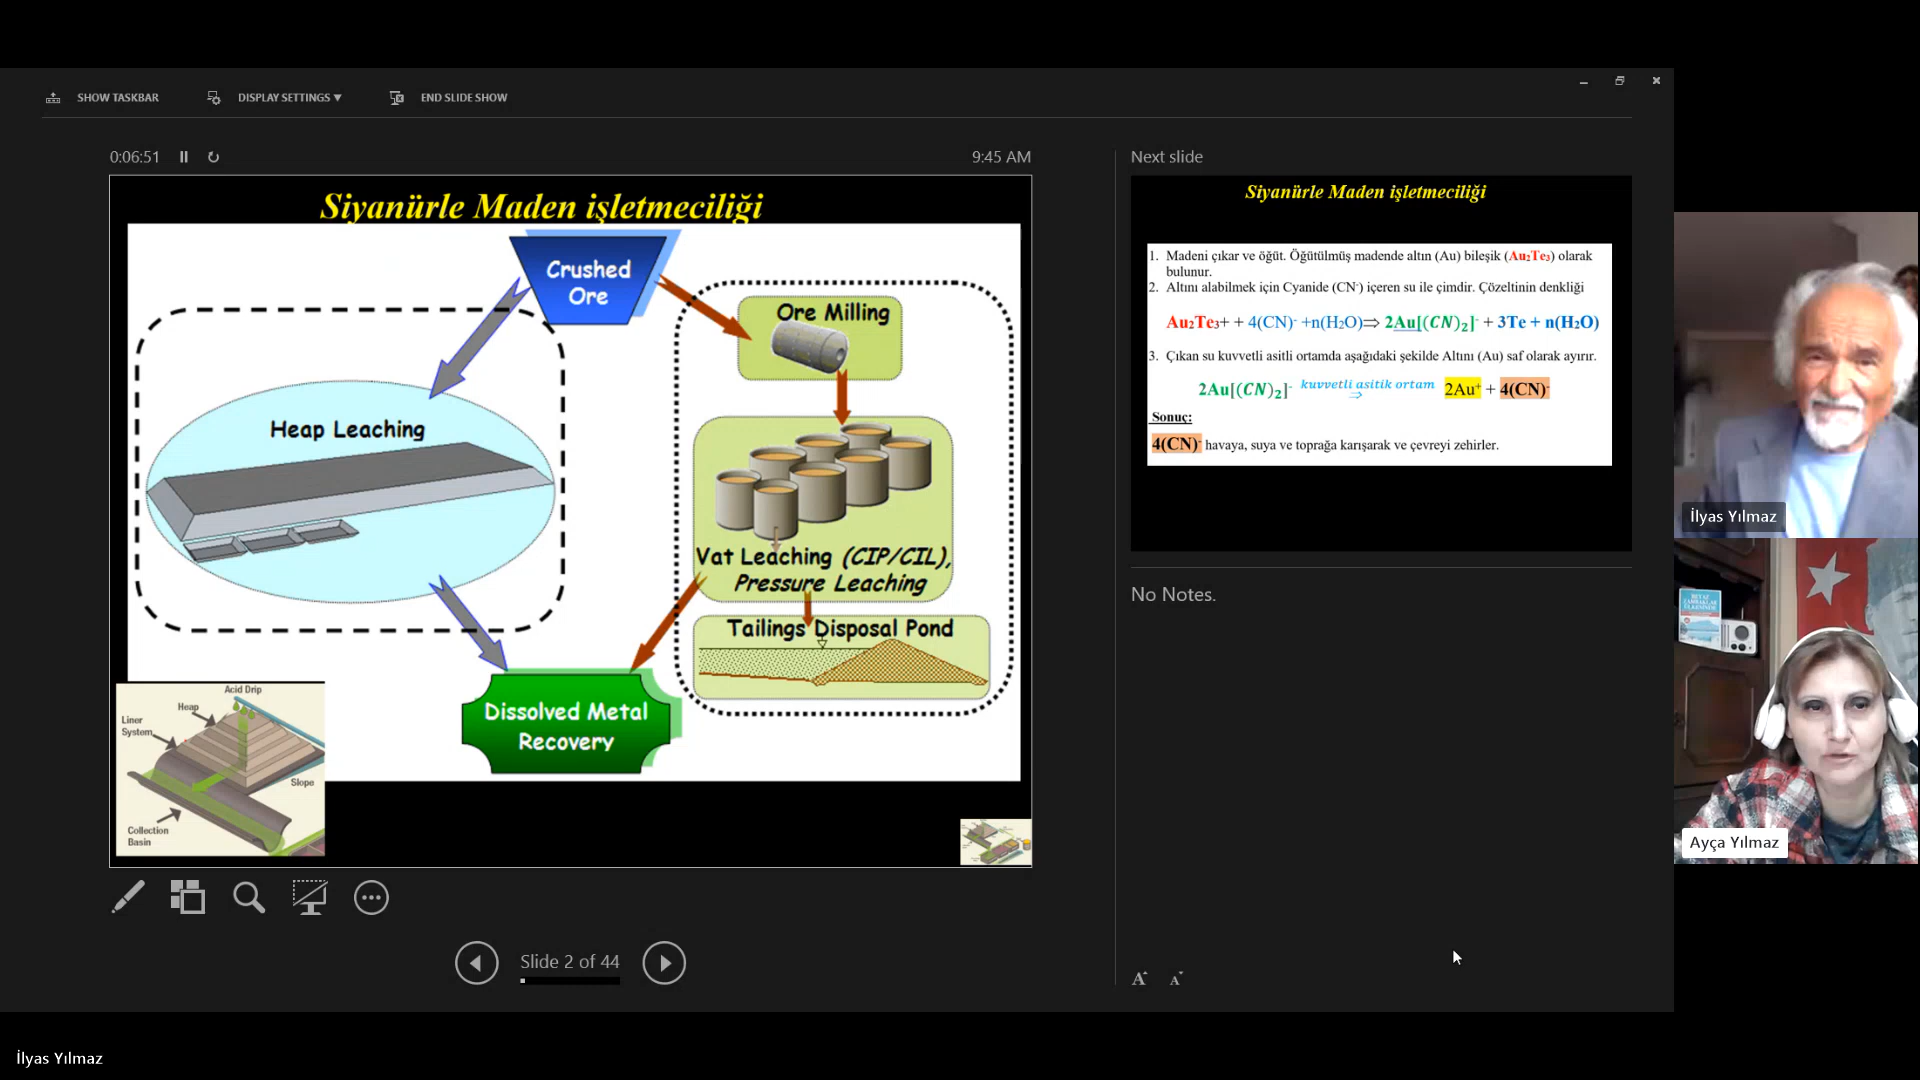 SHOW TASKBAR
DISPLAY SETTINGS ▼
END SLIDE SHOW
0:06:51
9:45 AM
Siyanürle Maden işletmeciliği
Crushed
Ore
Ore Milling
Heap Leaching
Vat Leaching (CIP/CIL),
Pressure Leaching
Tailings Disposal Pond
Dissolved Metal
Recovery
Acid Drip
Heap
Liner
System
Slope
Collection
Basin
Slide 2 of 44
Next slide
Siyanürle Maden işletmeciliği
1. Madeni çıkar ve öğüt. Öğütülmüş madende altın (Au) bileşik (Au₂Te₃) olarak
bulunur.
2. Altını alabilmek için Cyanide (CN⁻) içeren su ile çimdir. Çözeltinin denkliği
Au₂Te₃+ + 4(CN)⁻ +n(H₂O)⇒ 2Au[(CN)₂]⁻ + 3Te + n(H₂O)
3. Çıkan su kuvvetli asitli ortamda aşağıdaki şekilde Altını (Au) saf olarak ayırır.
2Au[(CN)₂]⁻ kuvvetli asitik ortam ⇒ 2Au⁺ + 4(CN)⁻
Sonuç:
4(CN)⁻ havaya, suya ve toprağa karışarak ve çevreyi zehirler.
No Notes.
A A
İlyas Yılmaz
Ayça Yılmaz
İlyas Yılmaz